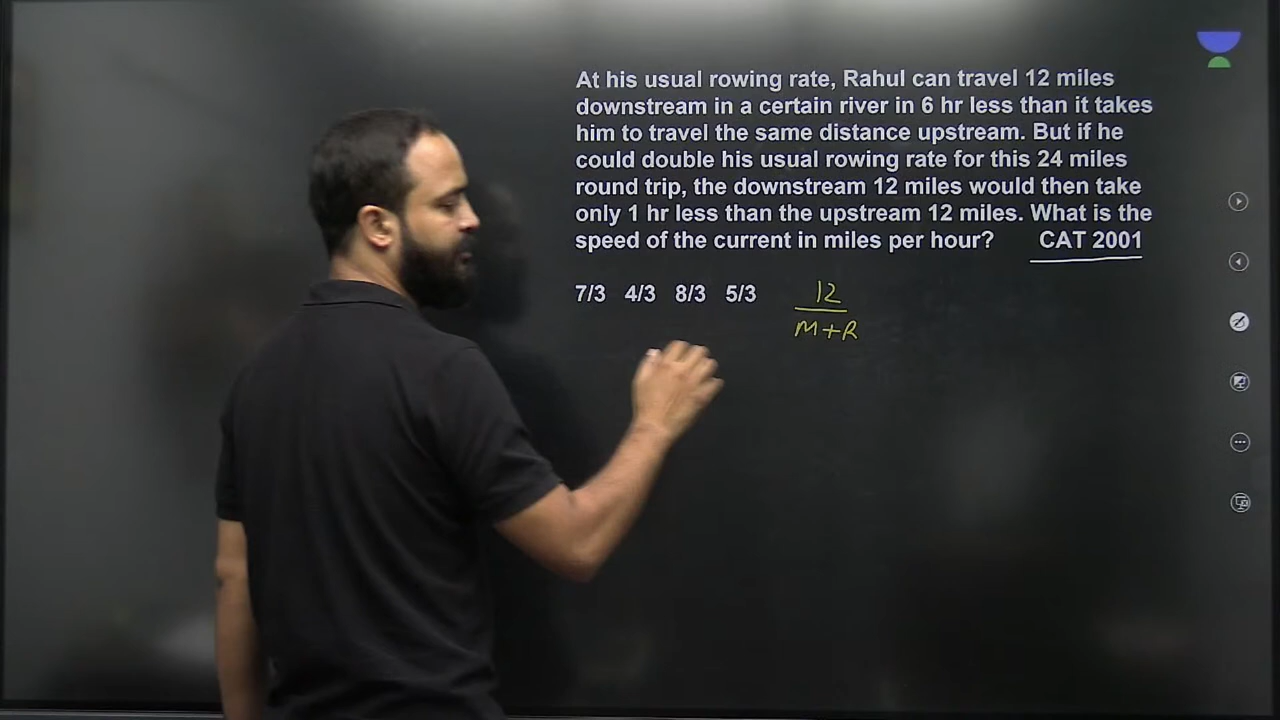 At his usual rowing rate, Rahul can travel 12 miles
downstream in a certain river in 6 hr less than it takes
him to travel the same distance upstream. But if he
could double his usual rowing rate for this 24 miles
round trip, the downstream 12 miles would then take
only 1 hr less than the upstream 12 miles. What is the
speed of the current in miles per hour? CAT 2001
7/3 4/3 8/3 5/3
12
M+R